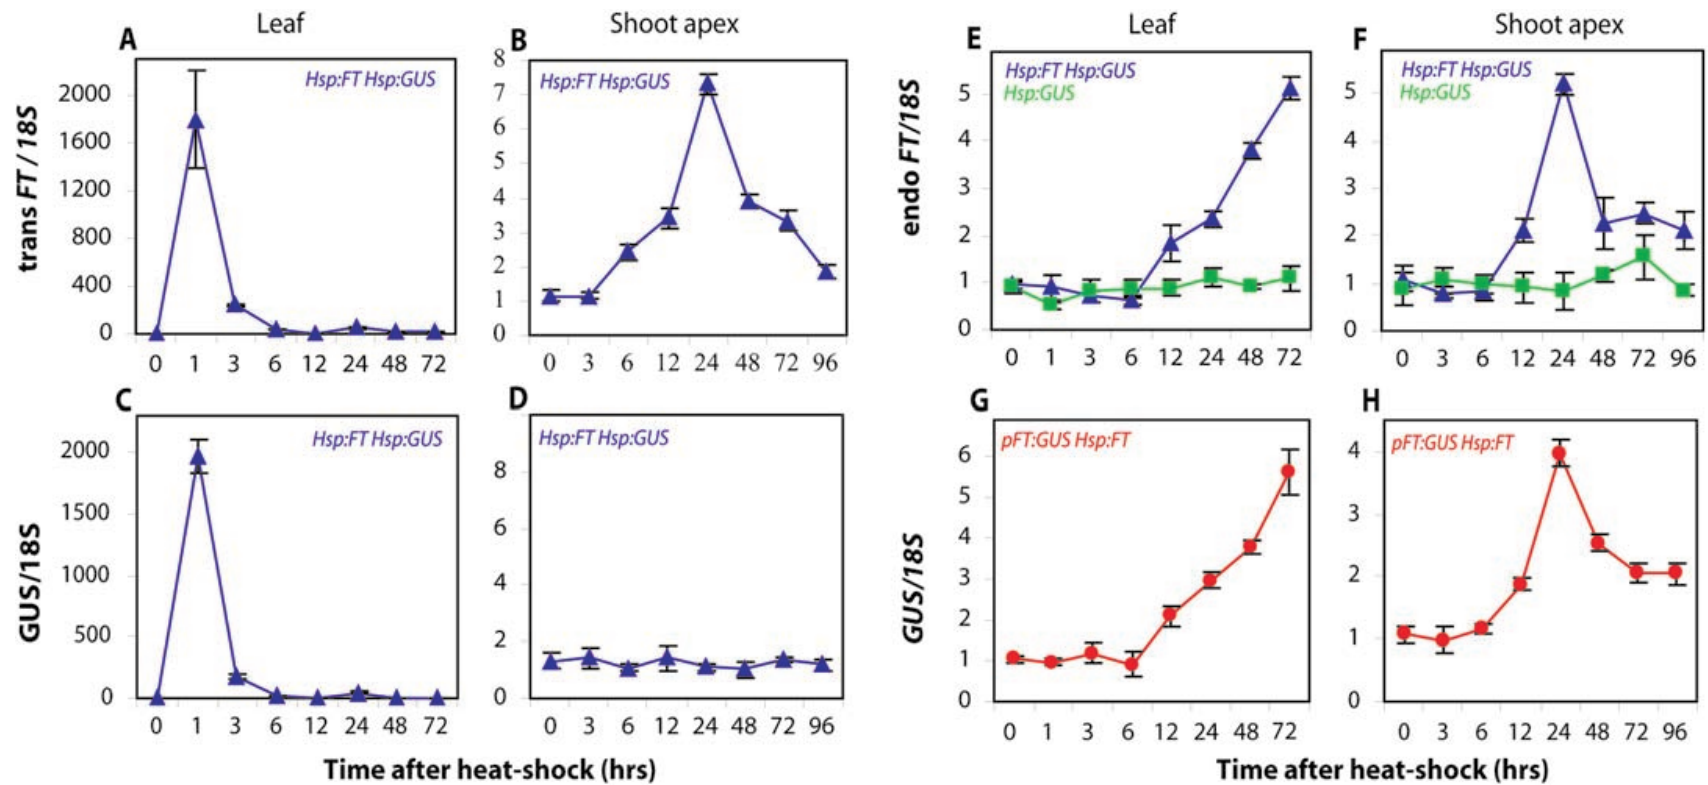 Leaf
Shoot apex
Leaf
Shoot apex
A
Hsp:FT Hsp:GUS
trans FT / 18S
2000
1600
1200
800
400
0
0 1 3 6 12 24 48 72
B
Hsp:FT Hsp:GUS
8
7
6
5
4
3
2
1
0
0 3 6 12 24 48 72 96
C
Hsp:FT Hsp:GUS
GUS/18S
2000
1500
1000
500
0
0 1 3 6 12 24 48 72
D
Hsp:FT Hsp:GUS
8
6
4
2
0
0 3 6 12 24 48 72 96
Time after heat-shock (hrs)
E
Hsp:FT Hsp:GUS
Hsp:GUS
endo FT/18S
5
4
3
2
1
0
0 1 3 6 12 24 48 72
F
Hsp:FT Hsp:GUS
Hsp:GUS
5
4
3
2
1
0
0 3 6 12 24 48 72 96
G
pFT:GUS Hsp:FT
GUS/18S
6
5
4
3
2
1
0
0 1 3 6 12 24 48 72
H
pFT:GUS Hsp:FT
4
3
2
1
0
0 3 6 12 24 48 72 96
Time after heat-shock (hrs)